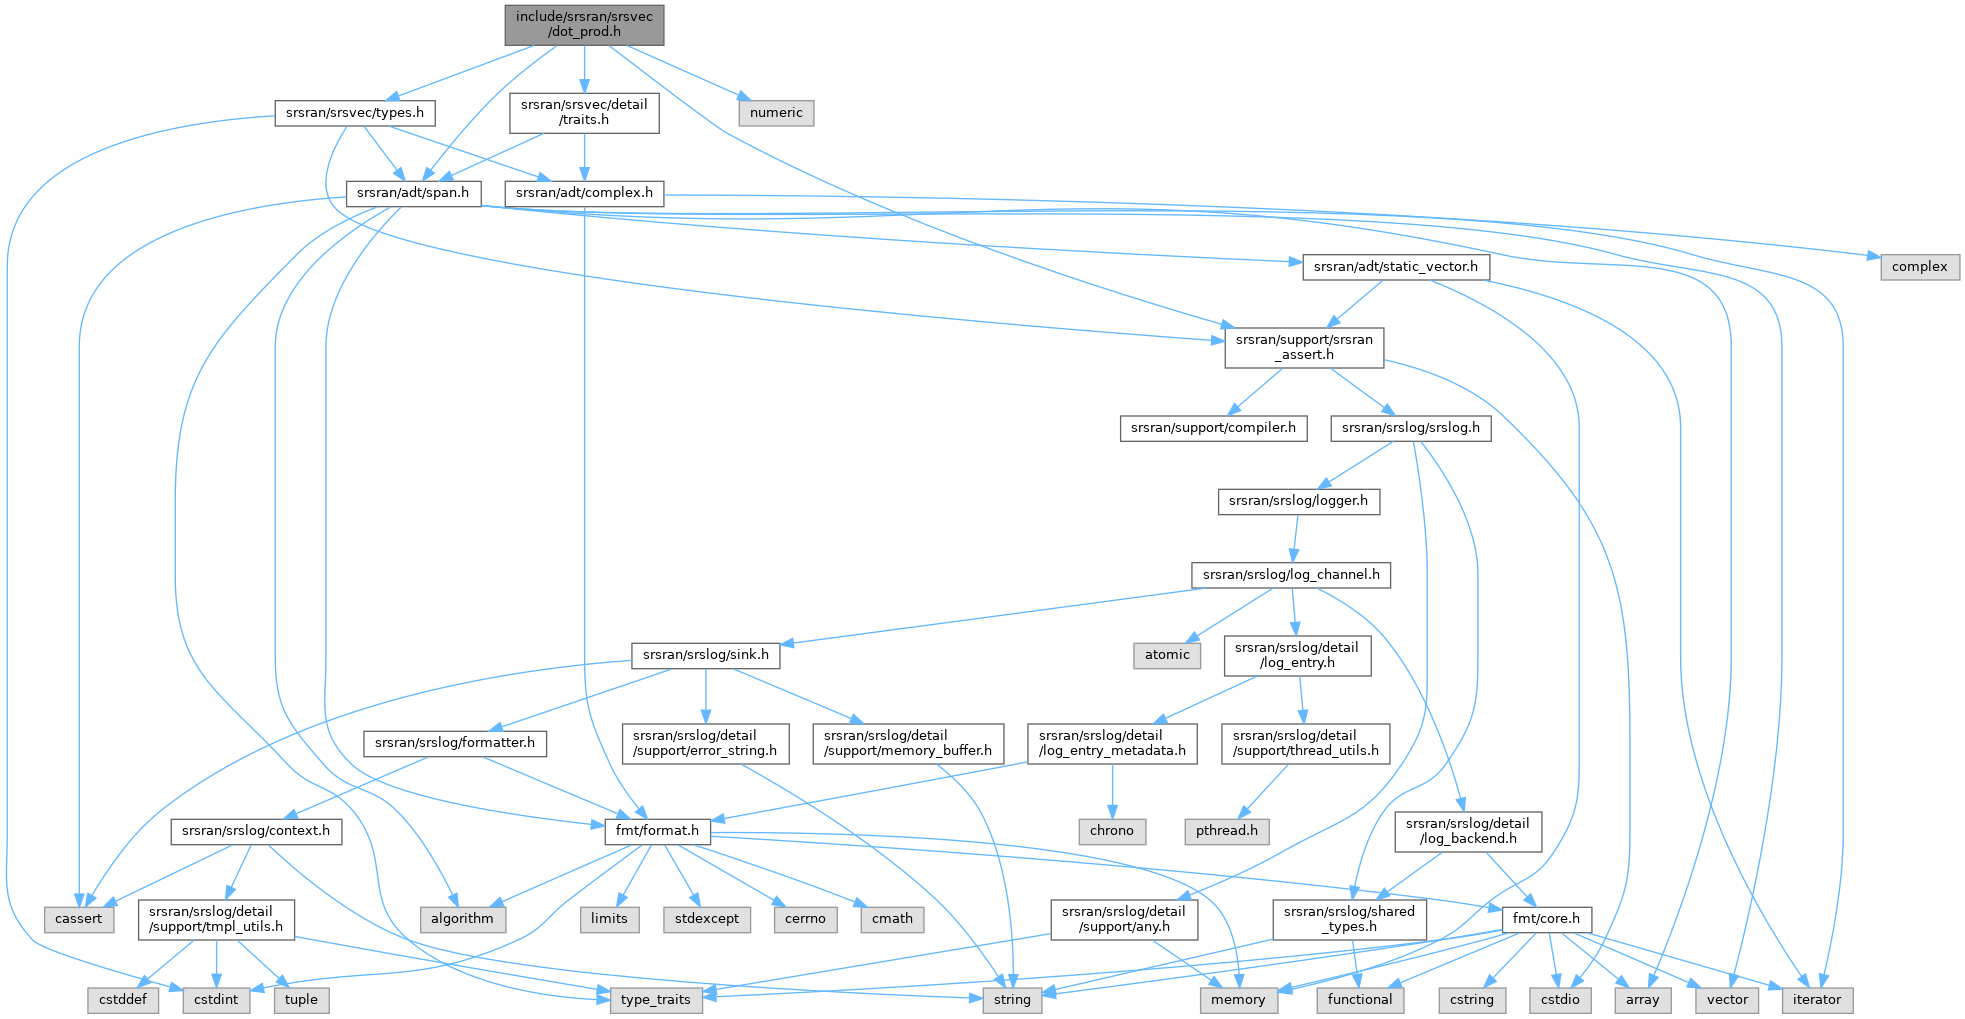 include/srsran/srsvec
/dot_prod.h
srsran/srsvec/types.h
srsran/srsvec/detail
/traits.h
numeric
srsran/adt/span.h
srsran/adt/complex.h
srsran/adt/static_vector.h
complex
srsran/support/srsran
_assert.h
srsran/support/compiler.h
srsran/srslog/srslog.h
srsran/srslog/logger.h
srsran/srslog/log_channel.h
srsran/srslog/sink.h
atomic
srsran/srslog/detail
/log_entry.h
srsran/srslog/formatter.h
srsran/srslog/detail
/support/error_string.h
srsran/srslog/detail
/support/memory_buffer.h
srsran/srslog/detail
/log_entry_metadata.h
srsran/srslog/detail
/support/thread_utils.h
srsran/srslog/context.h
fmt/format.h
chrono
pthread.h
srsran/srslog/detail
/log_backend.h
cassert
srsran/srslog/detail
/support/tmpl_utils.h
algorithm
limits
stdexcept
cerrno
cmath
srsran/srslog/detail
/support/any.h
srsran/srslog/shared
_types.h
fmt/core.h
cstddef
cstdint
tuple
type_traits
string
memory
functional
cstring
cstdio
array
vector
iterator